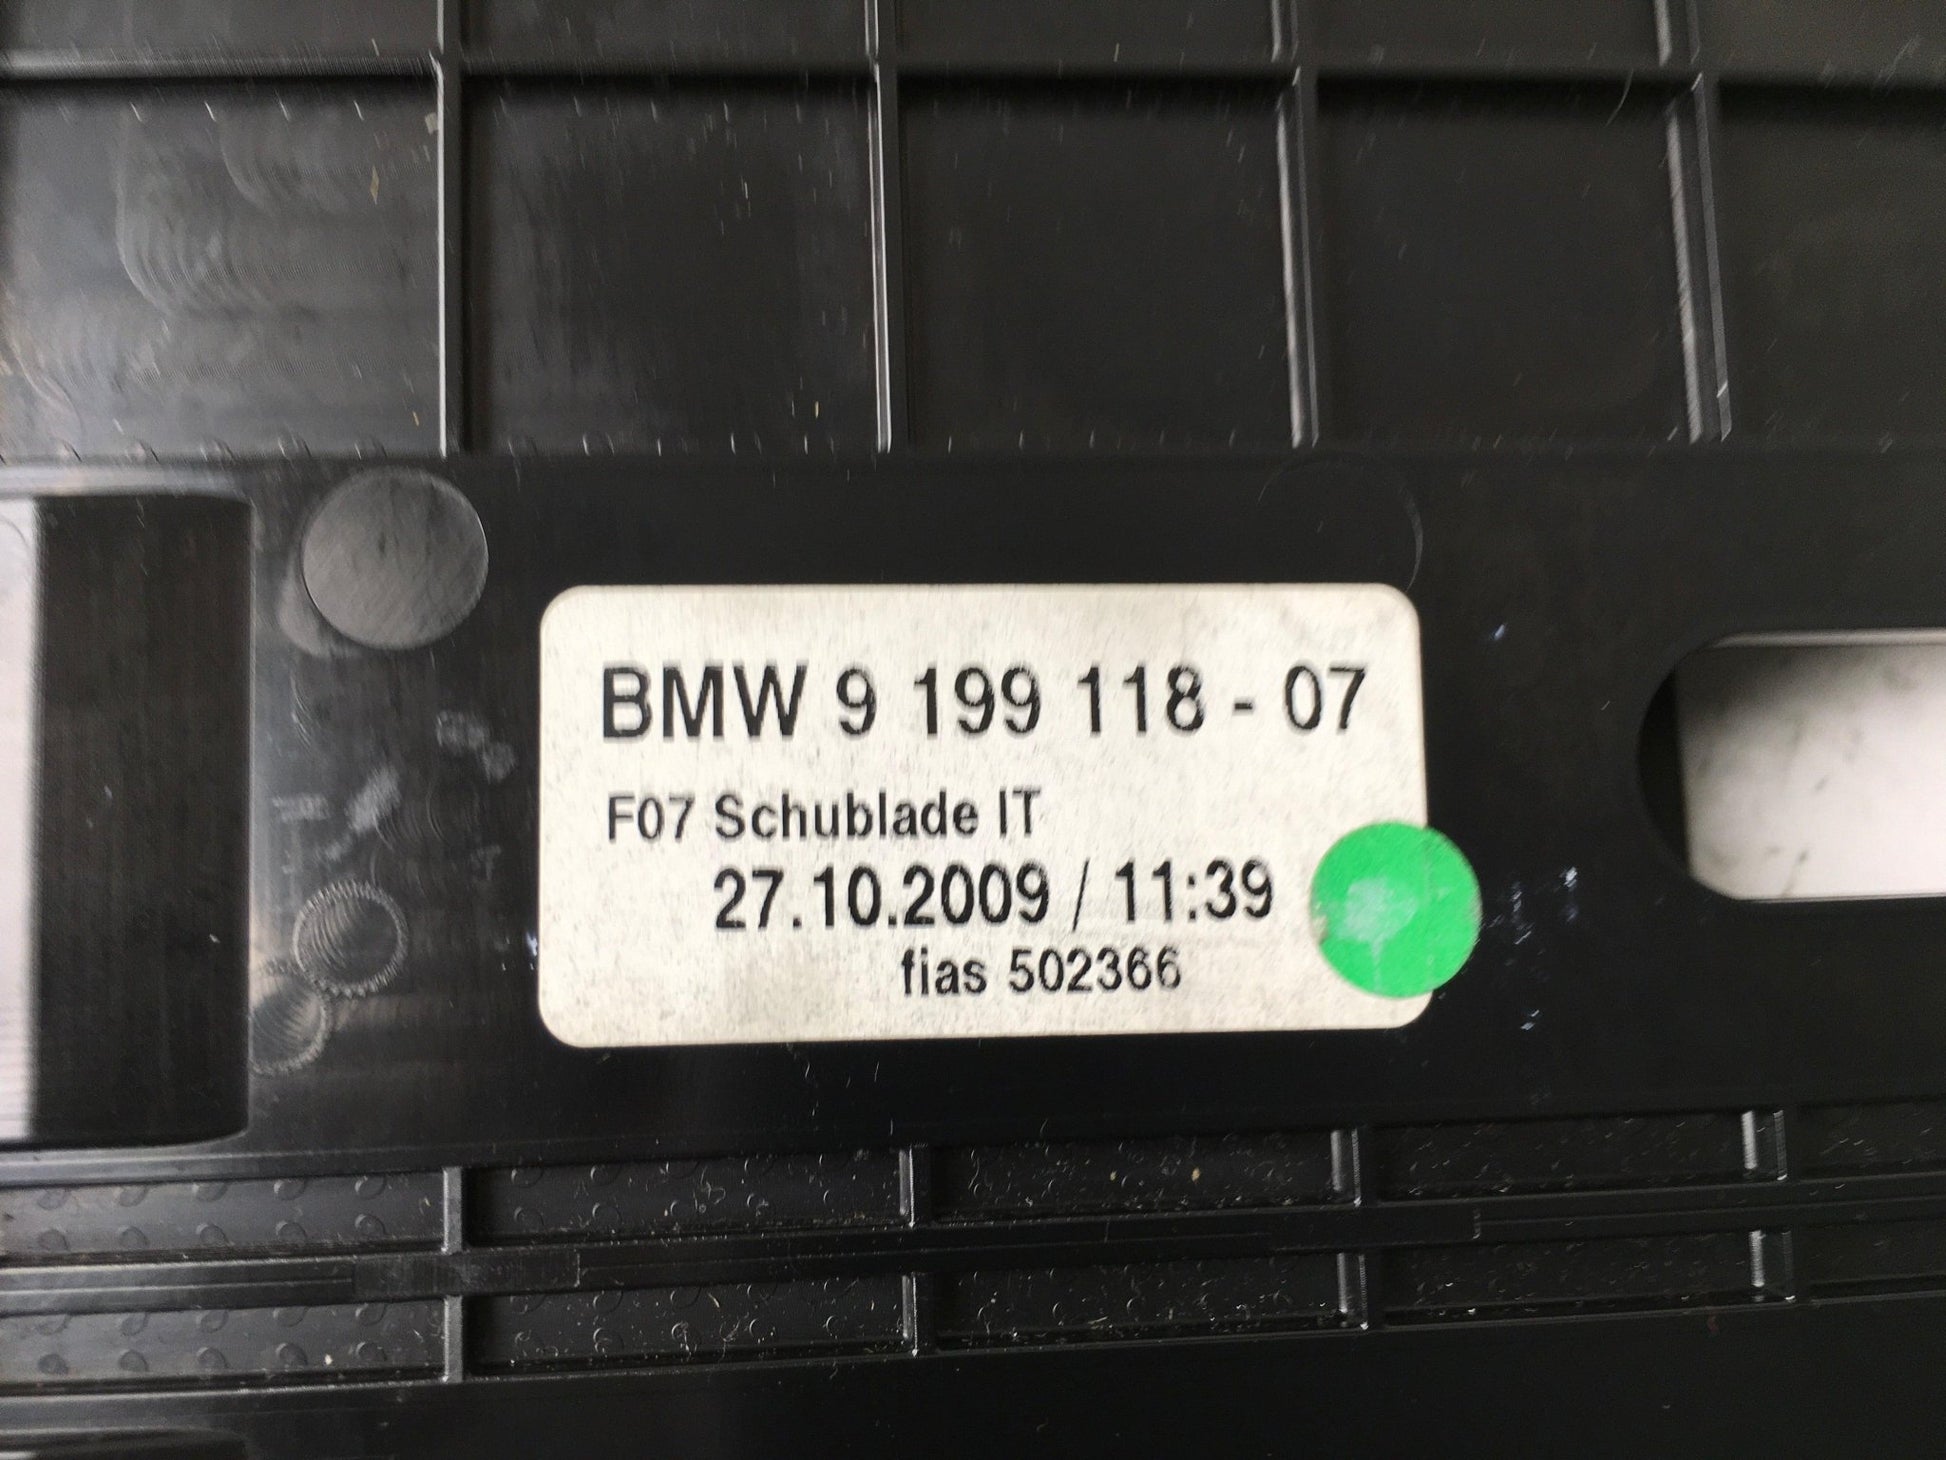 BMW 9 199 118 - 07
F07 Schublade IT
27.10.2009 / 11:39
fias 502366